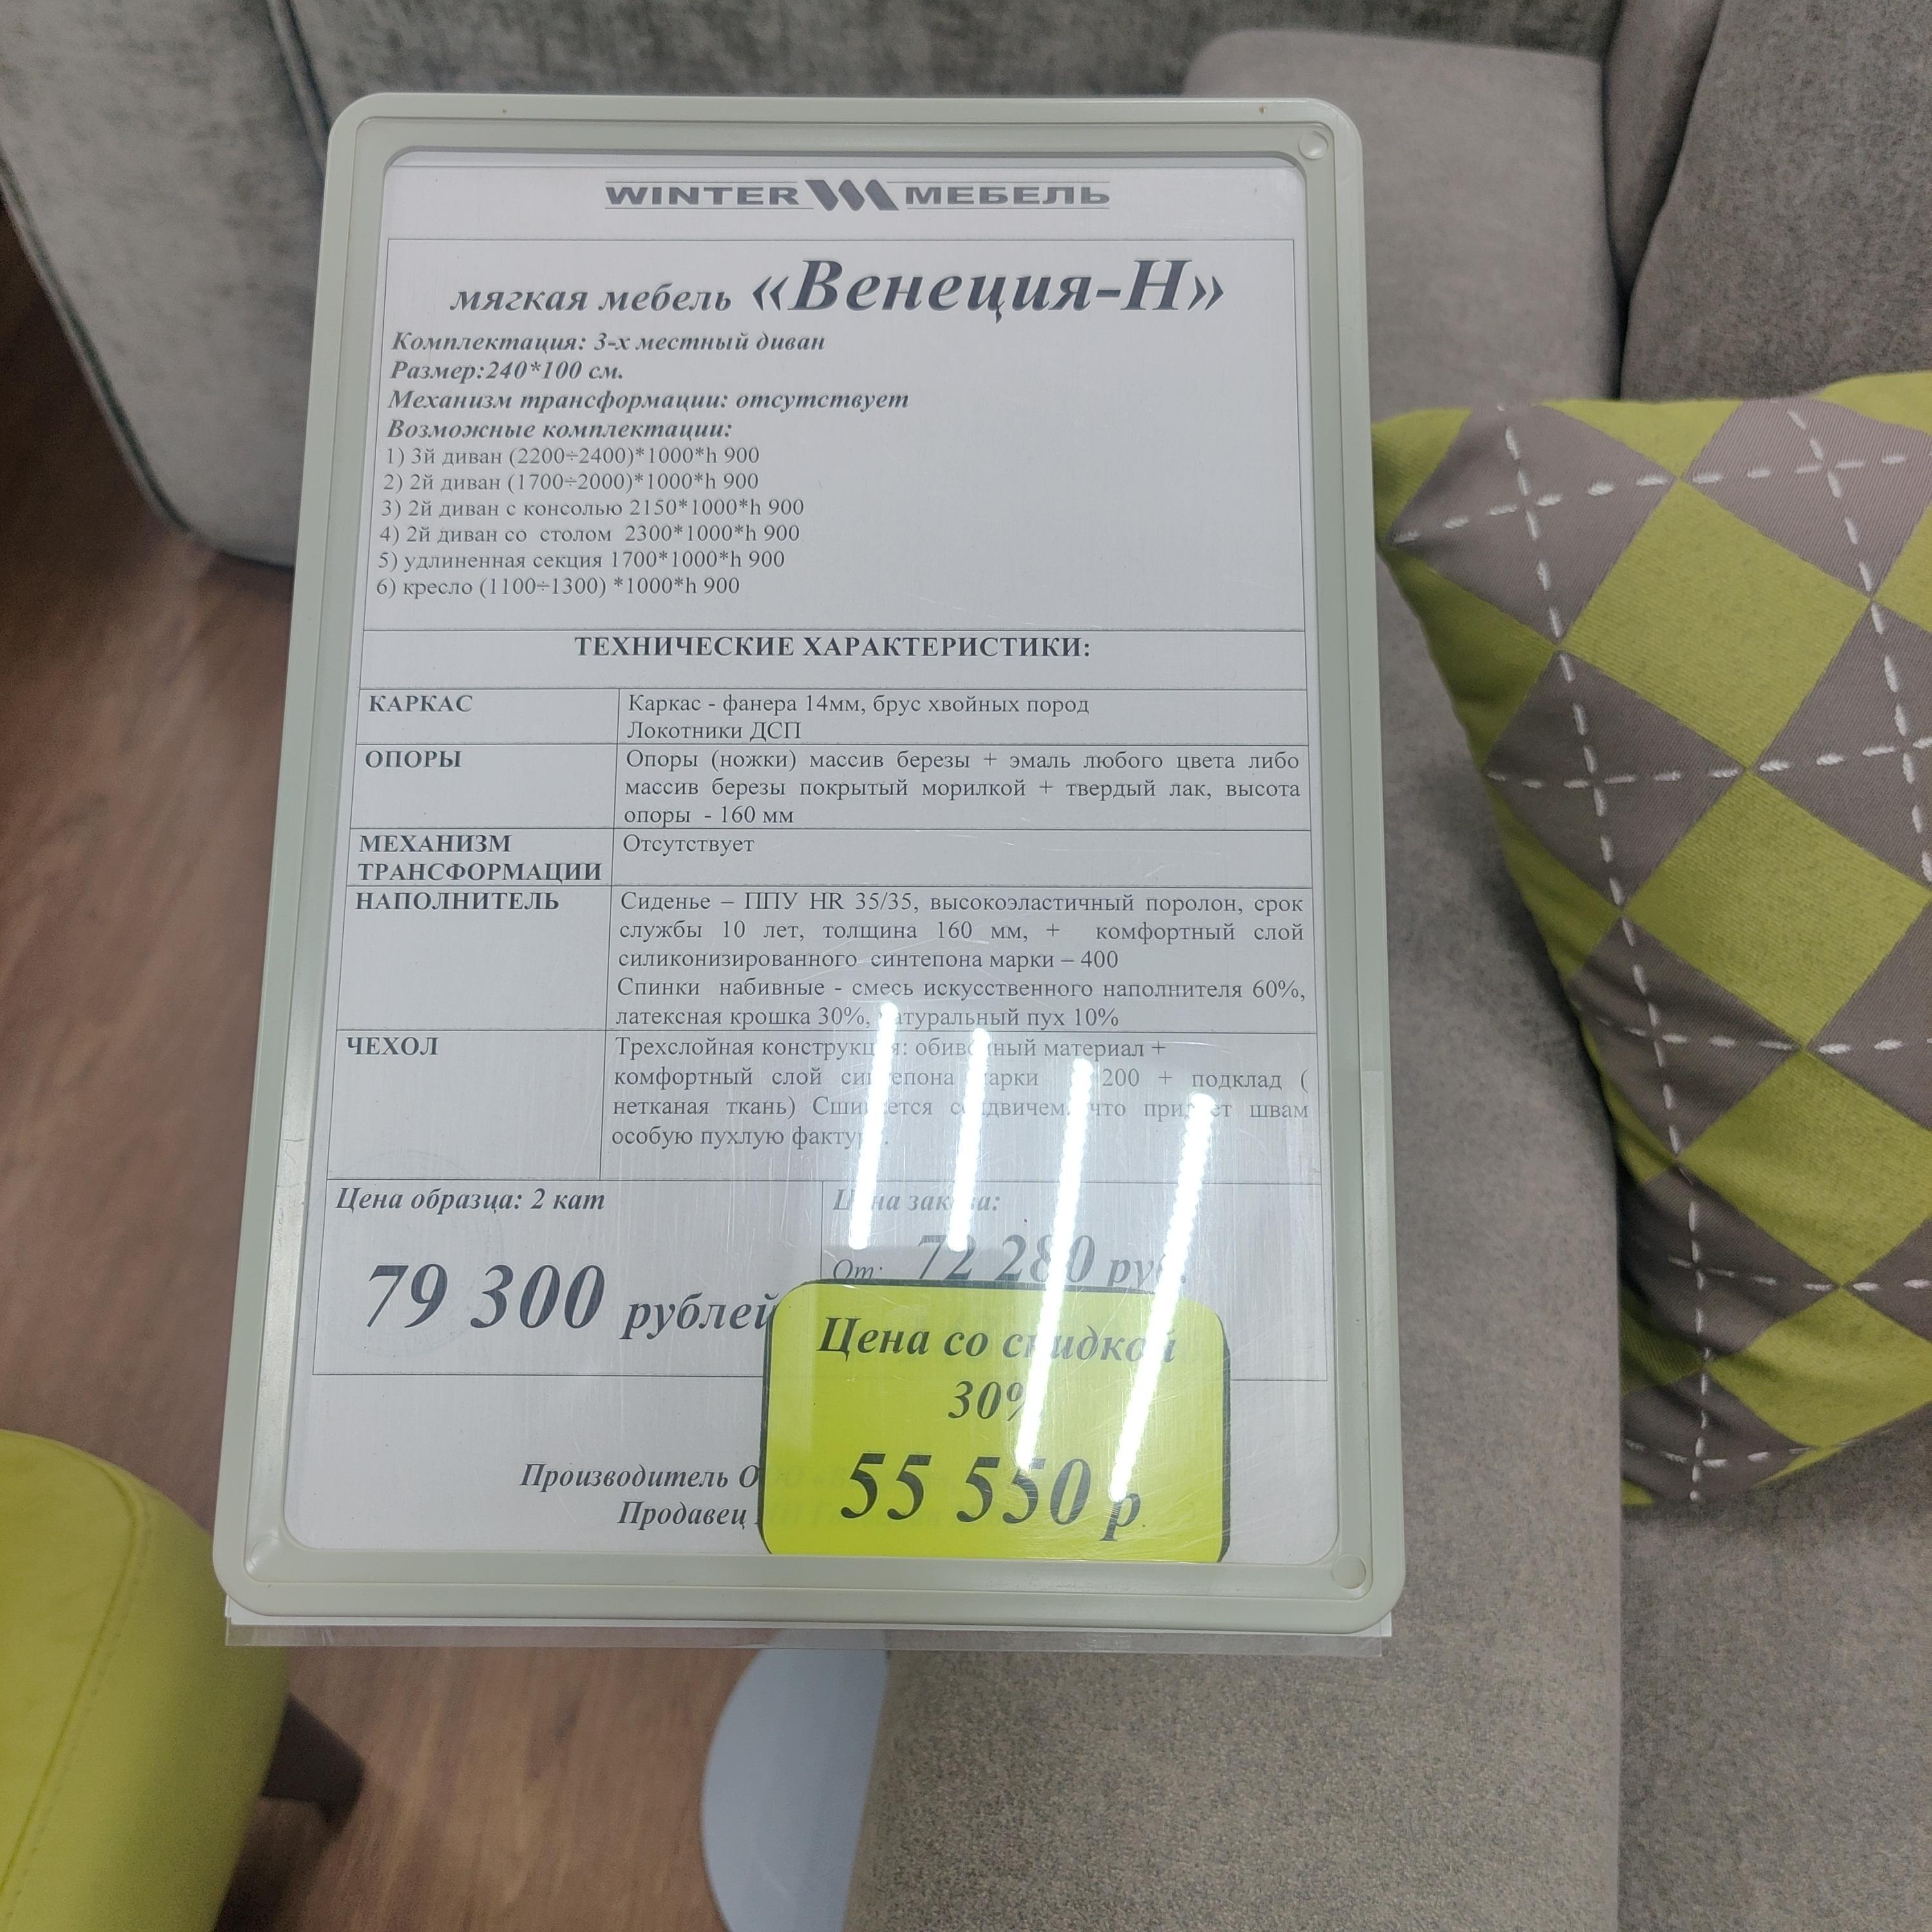 WINTER МЕБЕЛЬ
мягкая мебель «Венеция-Н»
Комплектация: 3-х местный диван
Размер:240*100 см.
Механизм трансформации: отсутствует
Возможные комплектации:
1) 3й диван (2200÷2400)*1000*h 900
2) 2й диван (1700÷2000)*1000*h 900
3) 2й диван с консолью 2150*1000*h 900
4) 2й диван со столом 2300*1000*h 900
5) удлиненная секция 1700*1000*h 900
6) кресло (1100÷1300) *1000*h 900
ТЕХНИЧЕСКИЕ ХАРАКТЕРИСТИКИ:
КАРКАС
Каркас - фанера 14мм, брус хвойных пород
Локотники ДСП
ОПОРЫ
Опоры (ножки) массив березы + эмаль любого цвета либо
массив березы покрытый морилкой + твердый лак, высота
опоры - 160 мм
МЕХАНИЗМ
ТРАНСФОРМАЦИИ
Отсутствует
НАПОЛНИТЕЛЬ
Сиденье – ППУ HR 35/35, высокоэластичный поролон, срок
службы 10 лет, толщина 160 мм, + комфортный слой
силиконизированного синтепона марки – 400
Спинки набивные - смесь искусственного наполнителя 60%,
латексная крошка 30%, натуральный пух 10%
ЧЕХОЛ
Трехслойная конструкция: обивочный материал +
комфортный слой синтепона марки 200 + подклад (
нетканая ткань) Сшивается сэндвичем, что придает швам
особую пухлую фактуру.
Цена образца: 2 кат
79 300 рублей
Цена заказа:
От: 72 280 руб.
Цена со скидкой
30%
55 550 р
Производитель
Продавец